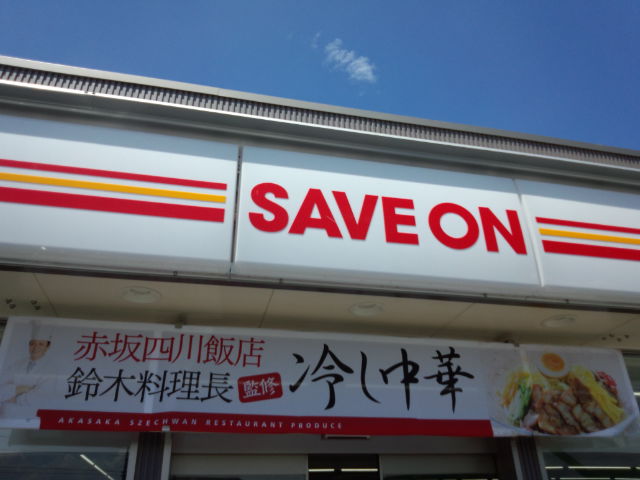 SAVE ON
赤坂四川飯店
鈴木料理長 監修
冷し中華
AKASAKA SZECHWAN RESTAURANT PRODUCE